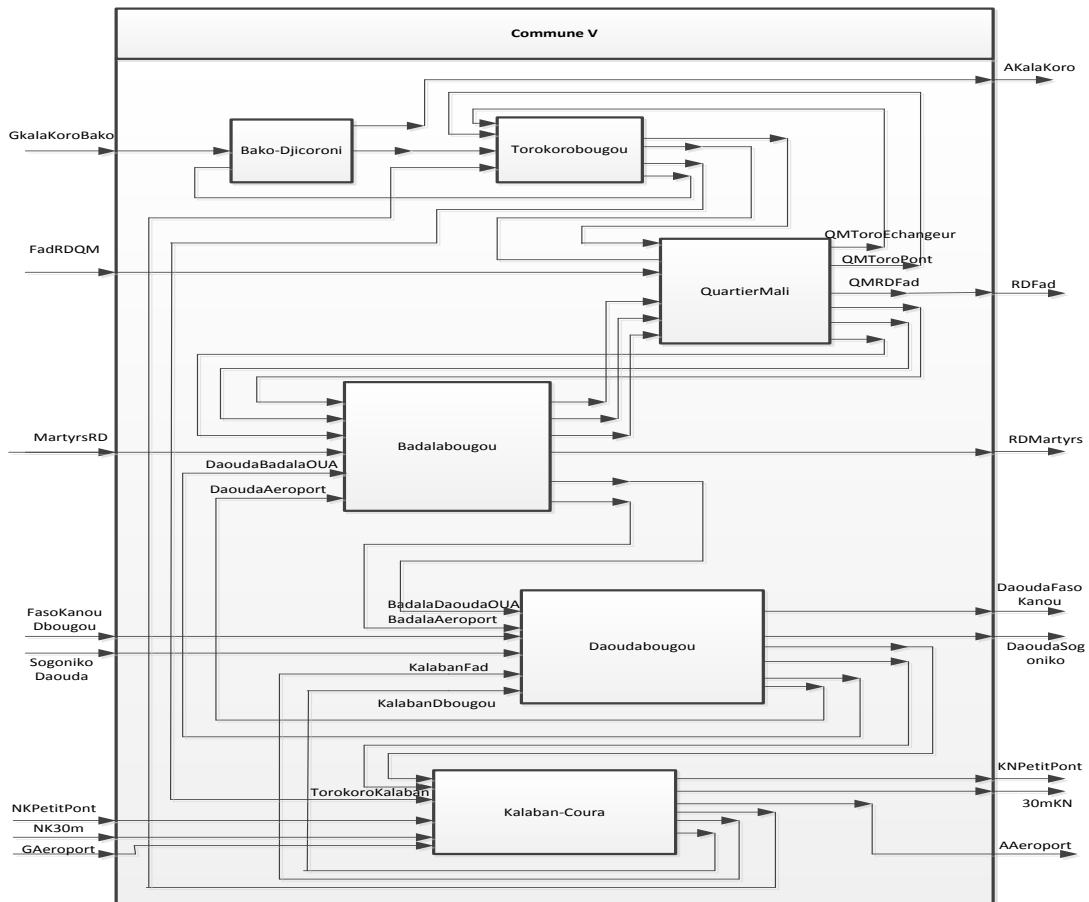 Commune V
AKalaKoro
GkalaKoroBako
Bako-Djicoroni
Torokorobougou
FadRDQM
QMToroEchangeur
QMToroPont
QuartierMali
QMRDFad
RDFad
MartyrsRD
Badalabougou
RDMartyrs
DaoudaBadalaOUA
DaoudaAeroport
FasoKanou
Dbougou
BadalaDaoudaOUA
BadalaAeroport
DaoudaFaso
Kanou
Daoudabougou
DaoudaSog
oniko
Sogoniko
Daouda
KalabanFad
KalabanDbougou
KNPetitPont
TorokoroKalaban
30mKN
NKPetitPont
Kalaban-Coura
NK30m
GAeroport
AAeroport